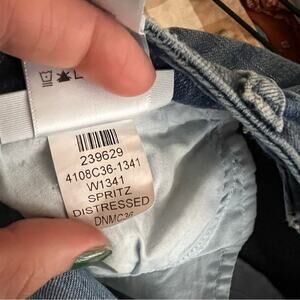 239629
4108C36-1341
W1341
SPRITZ
DISTRESSED
DNMC36